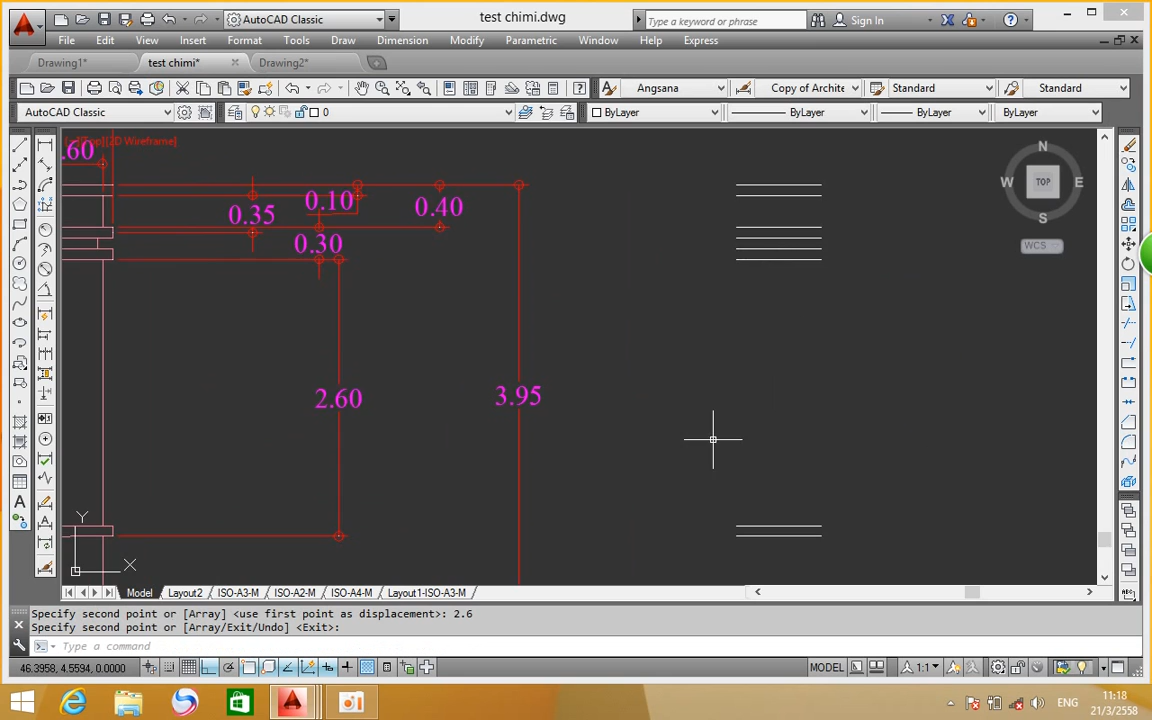 AutoCAD Classic
test chimi.dwg
Type a keyword or phrase
Sign In
File Edit View Insert Format Tools Draw Dimension Modify Parametric Window Help Express
Drawing1* test chimi* Drawing2*
Angsana Copy of Archite Standard Standard
AutoCAD Classic 0 ByLayer ByLayer ByLayer ByLayer
Top][2D Wireframe]
.60
0.10
0.35
0.40
0.30
2.60
3.95
N
W TOP E
S
WCS
Y
X
Model Layout2 ISO-A3-M ISO-A2-M ISO-A4-M Layout1-ISO-A3-M
Specify second point or [Array] <use first point as displacement>: 2.6
Specify second point or [Array/Exit/Undo] <Exit>:
Type a command
46.3958, 4.5594, 0.0000 MODEL 1:1
ENG 11:18
21/3/2558